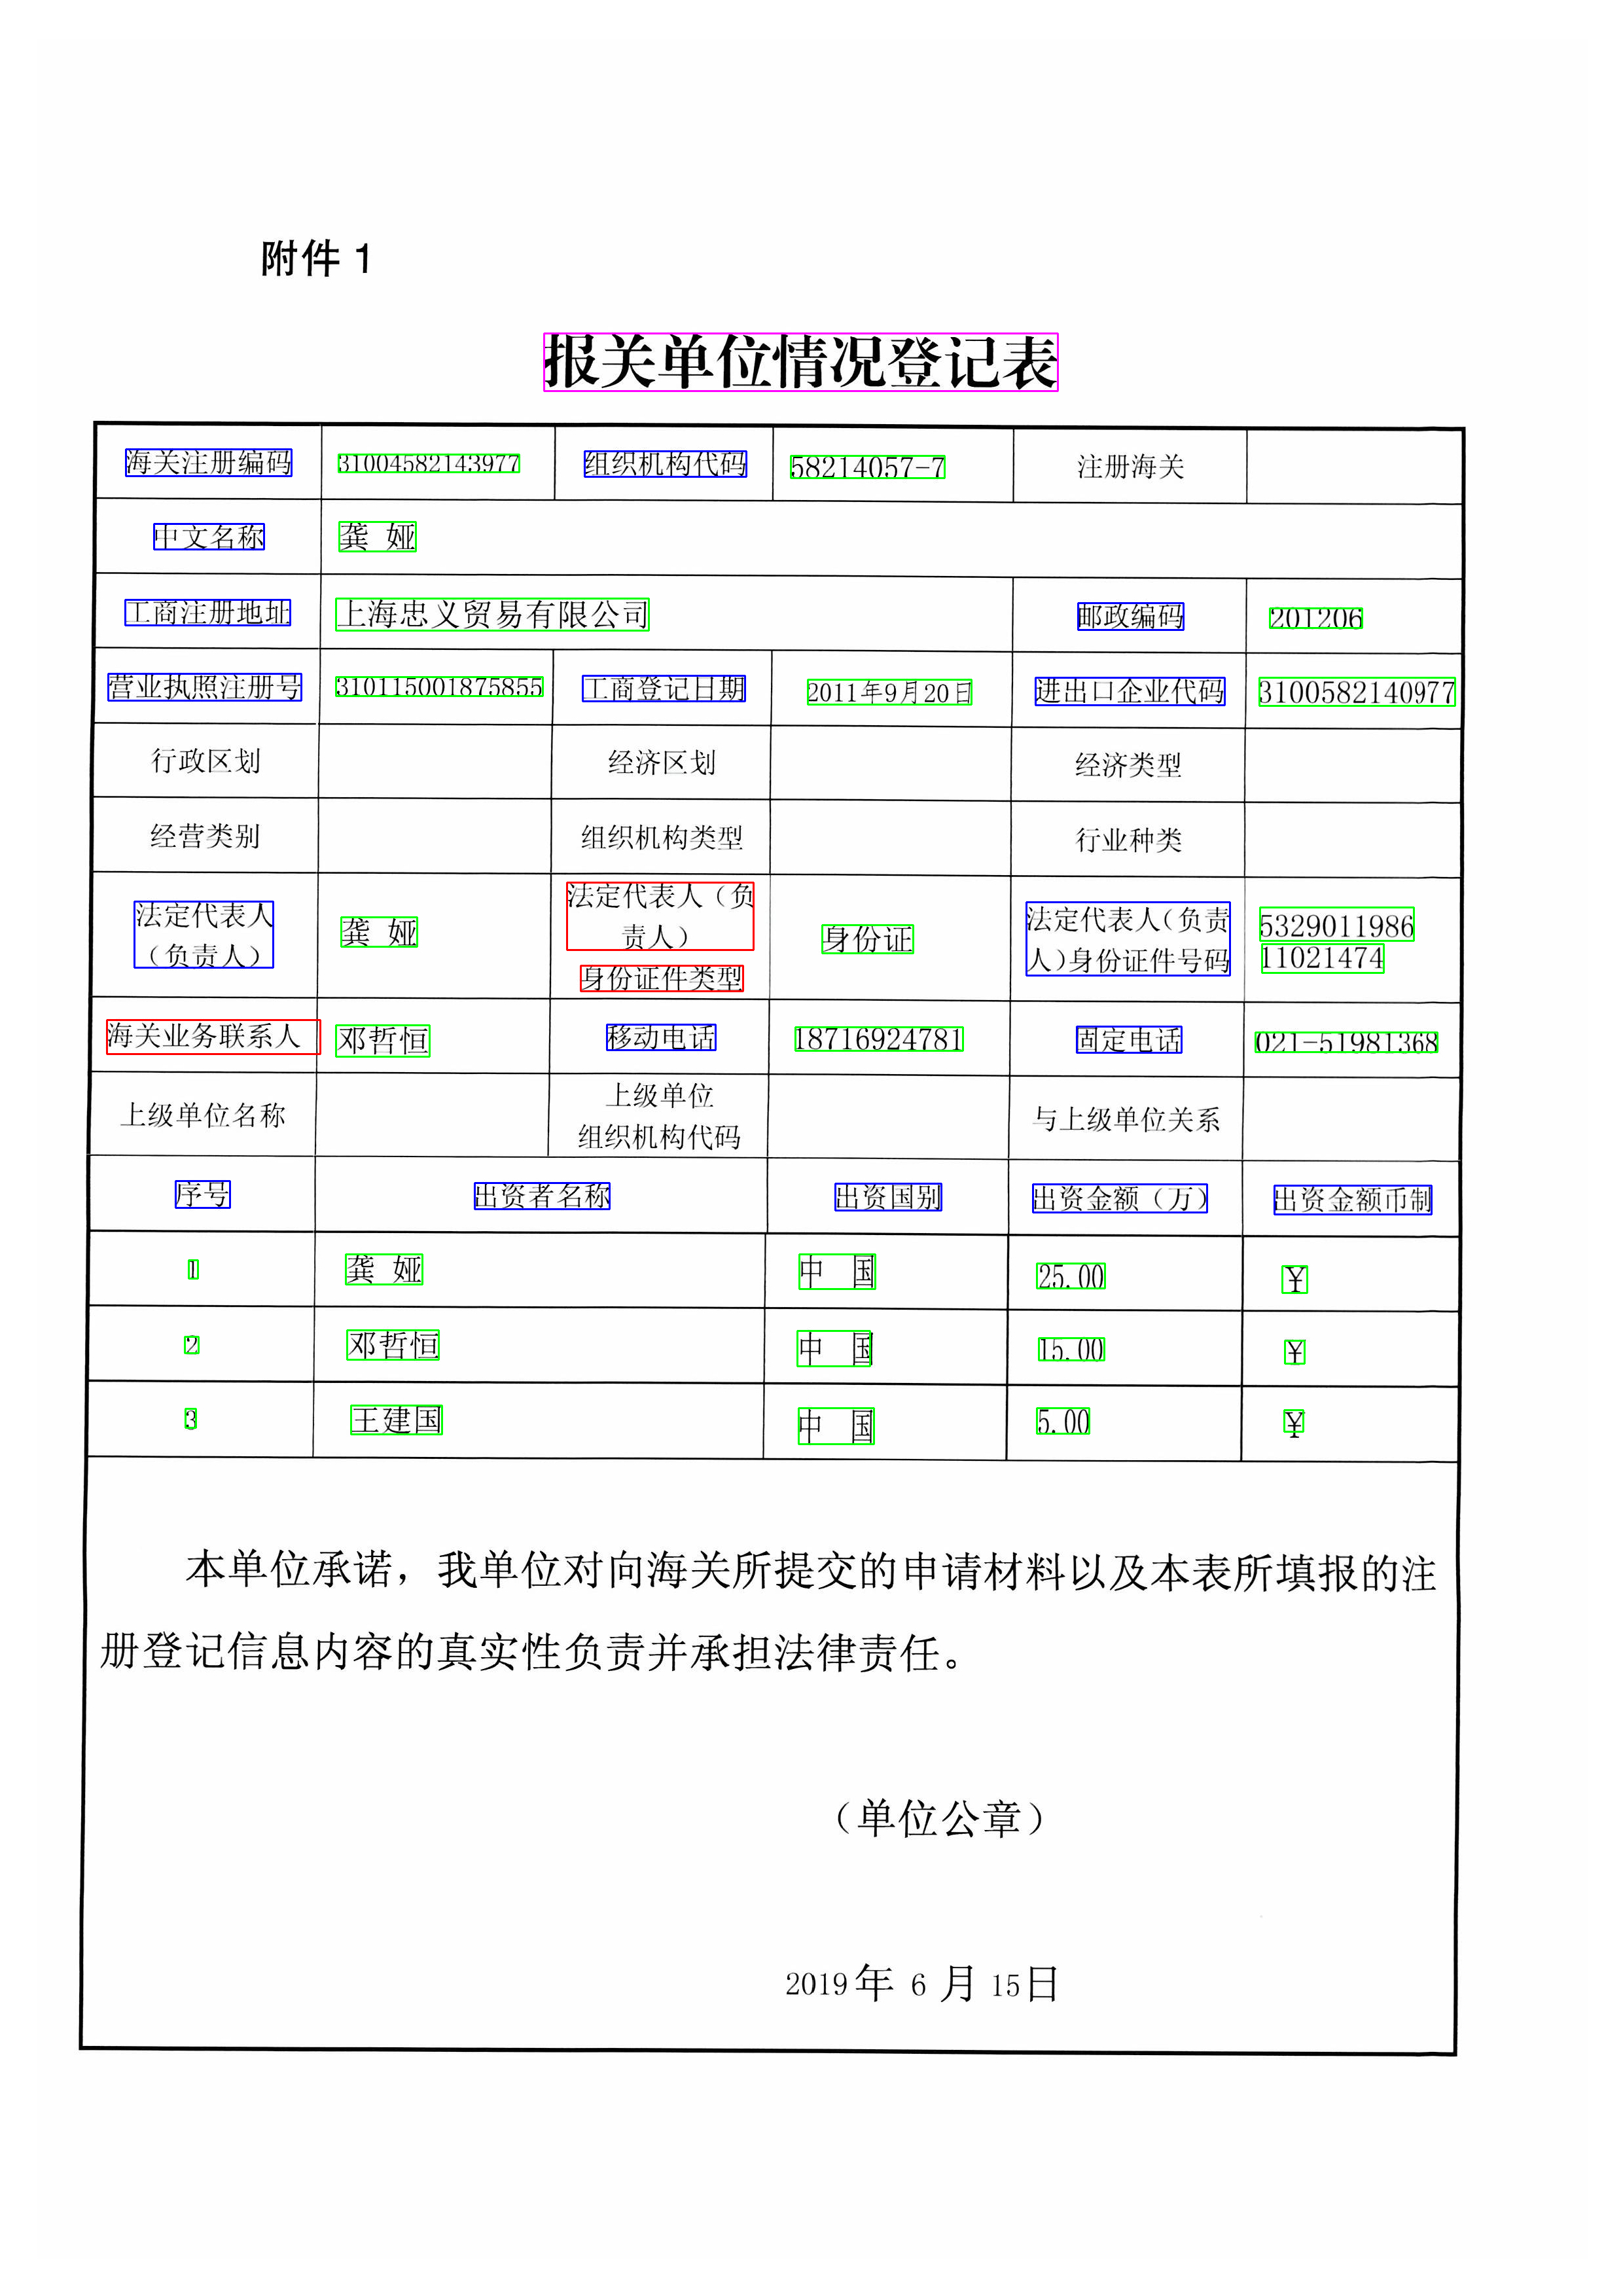 附件 1
报关单位情况登记表
海关注册编码 31004582143977 组织机构代码 58214057-7 注册海关
中文名称 龚 娅
工商注册地址 上海忠义贸易有限公司 邮政编码 201206
营业执照注册号 310115001875855 工商登记日期 2011年9月20日 进出口企业代码 3100582140977
行政区划 经济区划 经济类型
经营类别 组织机构类型 行业种类
法定代表人
（负责人）
龚 娅
法定代表人（负
责人）
身份证件类型
身份证
法定代表人（负责
人）身份证件号码
5329011986
11021474
海关业务联系人 邓哲恒 移动电话 18716924781 固定电话 021-51981368
上级单位名称
上级单位
组织机构代码
与上级单位关系
序号 出资者名称 出资国别 出资金额（万） 出资金额币制
1 龚 娅 中 国 25.00 ¥
2 邓哲恒 中 国 15.00 ¥
3 王建国 中 国 5.00 ¥
本单位承诺，我单位对向海关所提交的申请材料以及本表所填报的注
册登记信息内容的真实性负责并承担法律责任。
（单位公章）
2019 年 6 月 15日